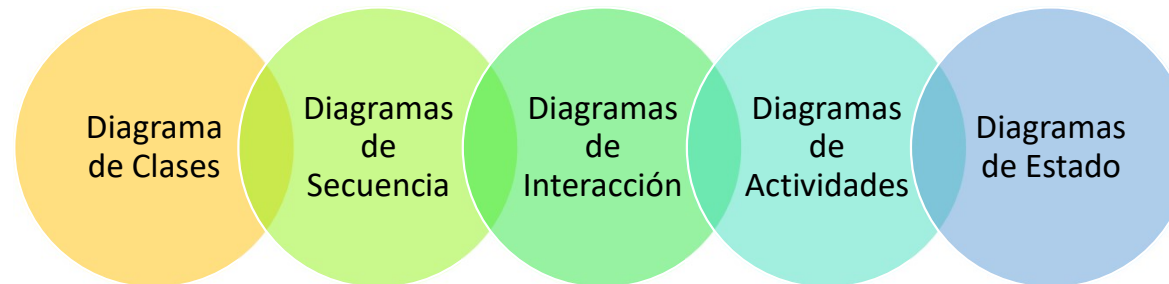 Diagrama
de Clases
Diagramas
de
Secuencia
Diagramas
de
Interacción
Diagramas
de
Actividades
Diagramas
de Estado